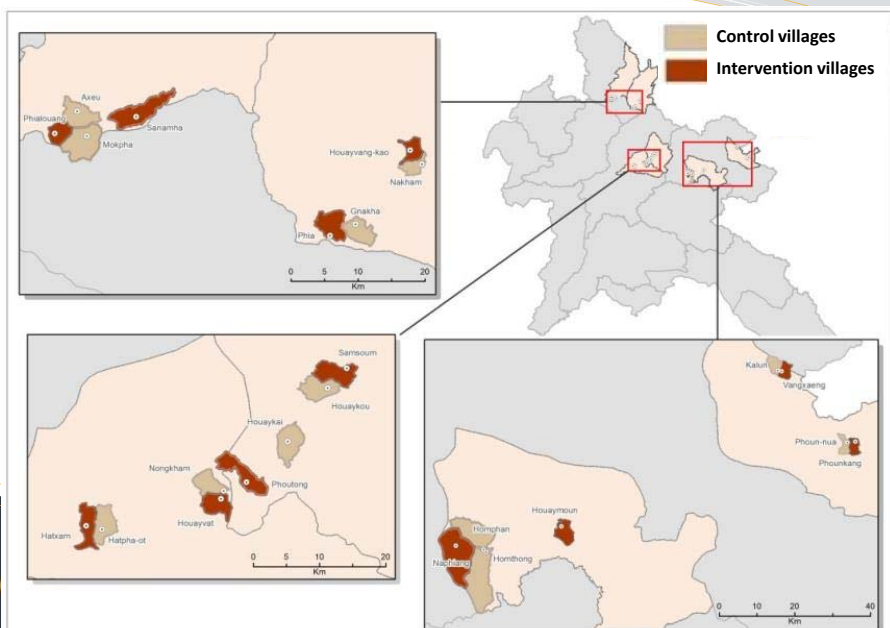 Control villages
Intervention villages
Axeu
Phialouang
Sanamha
Mokpha
Houayvang-kao
Nakham
Gnakha
Phia
0 5 10 20
Km
Samsoum
Houaykou
Houaykai
Nongkham
Phoutong
Houayvat
Hatxam
Hatpha-ot
0 5 10 20
Km
Kalun
Vangxaeng
Phoun-nua
Phounkang
Houaymoun
Homphan
Homthong
Naphiang
0 10 20 40
Km